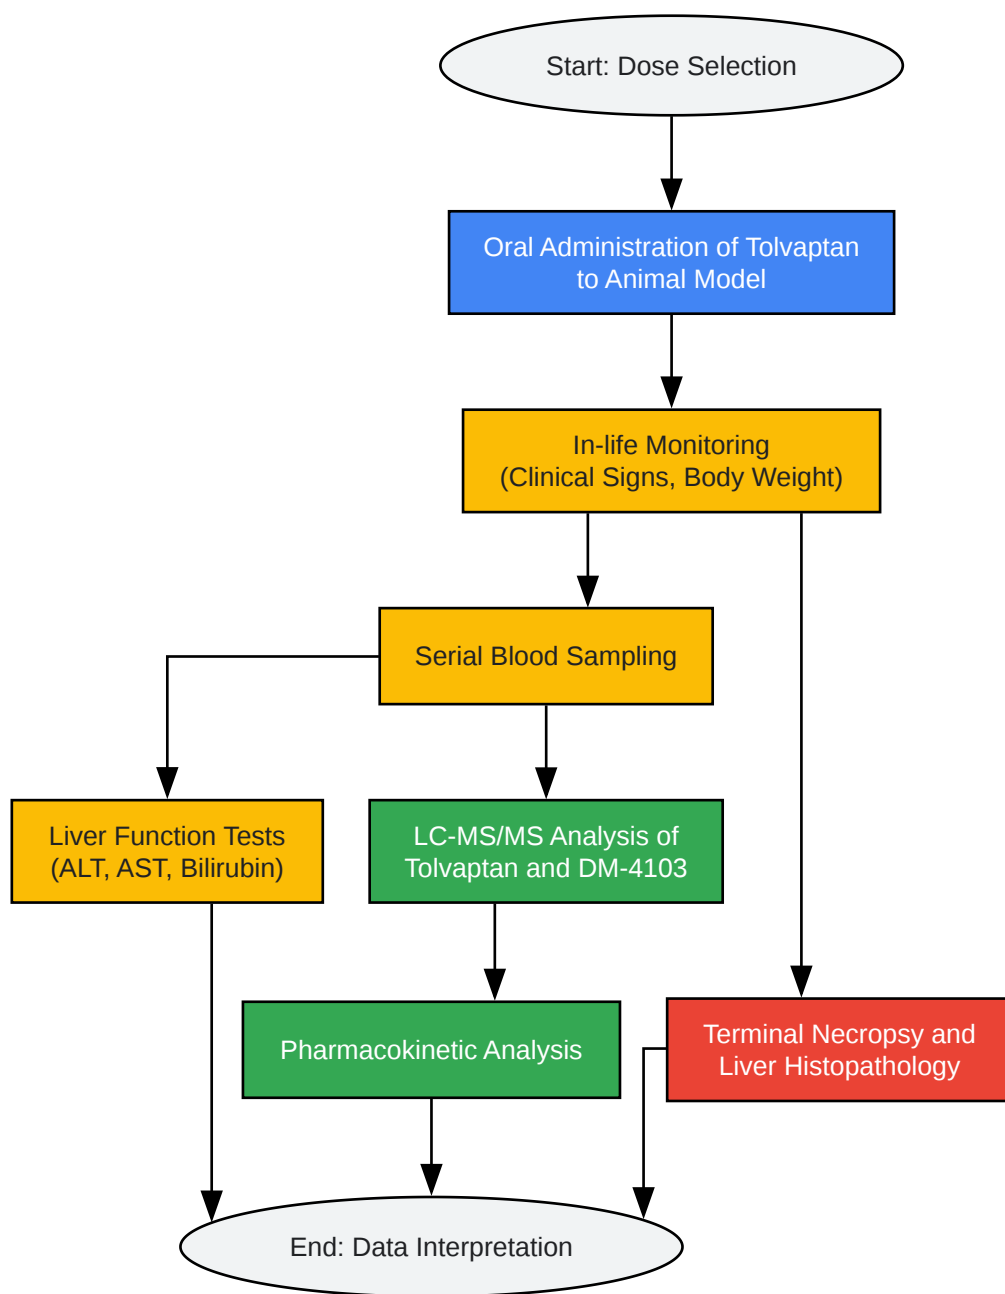 Start: Dose Selection
Oral Administration of Tolvaptan
to Animal Model
In-life Monitoring
(Clinical Signs, Body Weight)
Serial Blood Sampling
Liver Function Tests
(ALT, AST, Bilirubin)
LC-MS/MS Analysis of
Tolvaptan and DM-4103
Pharmacokinetic Analysis
Terminal Necropsy and
Liver Histopathology
End: Data Interpretation